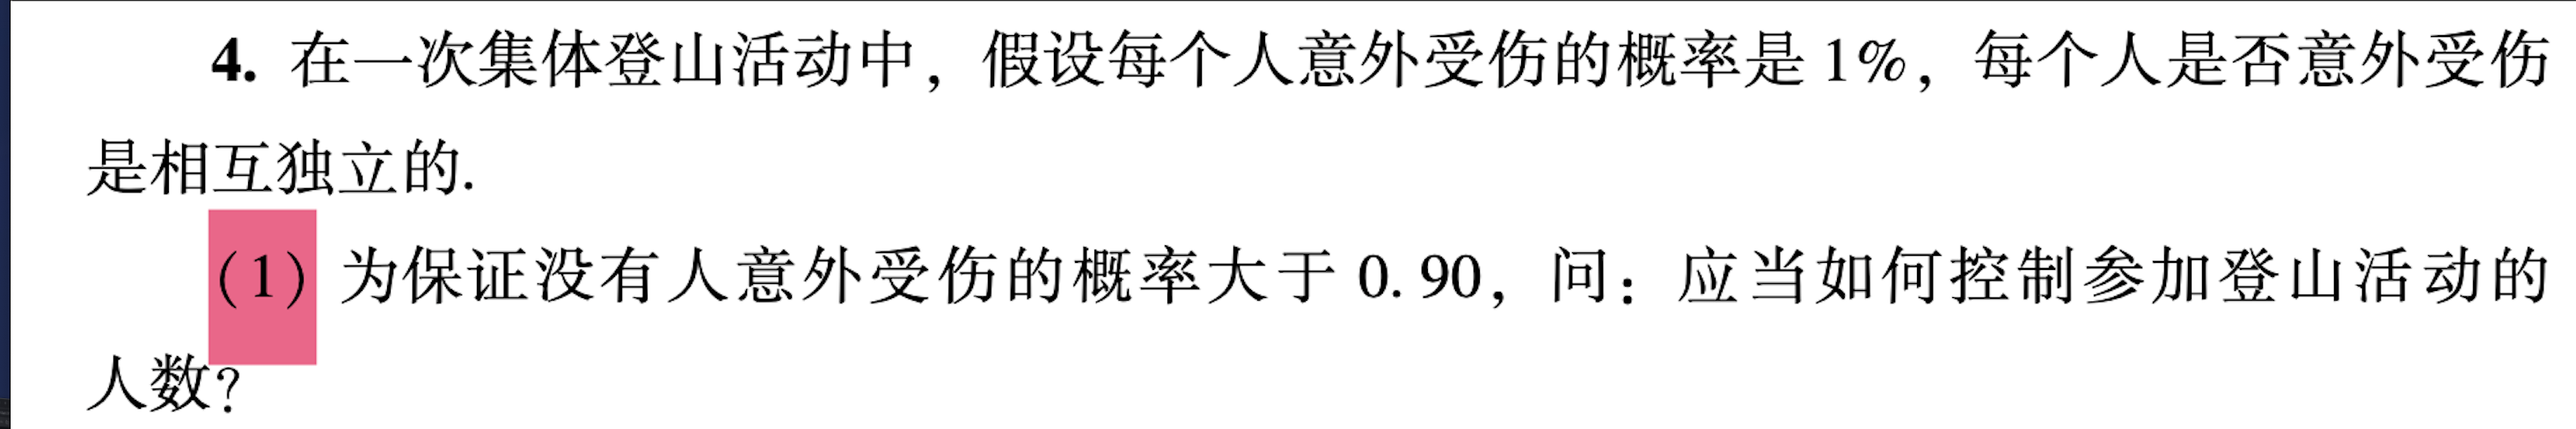 4. 在一次集体登山活动中，假设每个人意外受伤的概率是 1%，每个人是否意外受伤
是相互独立的.
(1) 为保证没有人意外受伤的概率大于 0.90，问：应当如何控制参加登山活动的
人数?